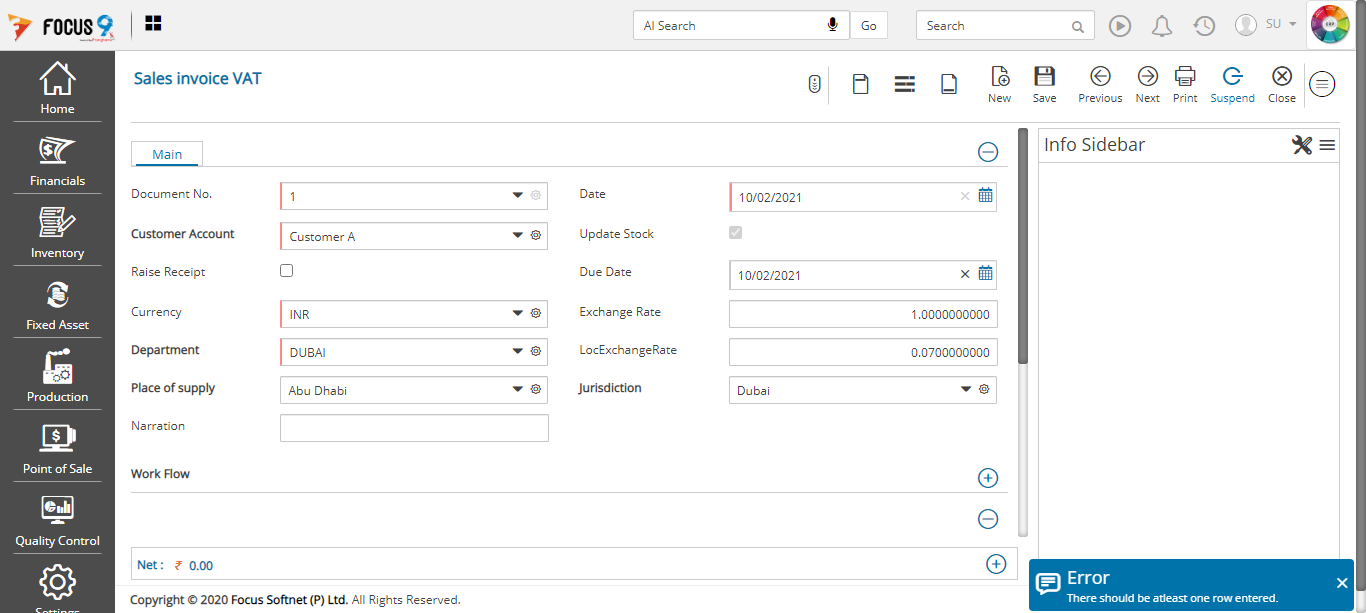 FOCUS 9
AI Search
Go
Search
SU
Home
Financials
Inventory
Fixed Asset
Production
Point of Sale
Quality Control
Settings
Sales invoice VAT
New
Save
Previous
Next
Print
Suspend
Close
Main
Document No.
1
Date
10/02/2021
Customer Account
Customer A
Update Stock
Raise Receipt
Due Date
10/02/2021
Currency
INR
Exchange Rate
1.0000000000
Department
DUBAI
LocExchangeRate
0.0700000000
Place of supply
Abu Dhabi
Jurisdiction
Dubai
Narration
Work Flow
Net : ₹ 0.00
Info Sidebar
Error
There should be atleast one row entered.
Copyright © 2020 Focus Softnet (P) Ltd. All Rights Reserved.